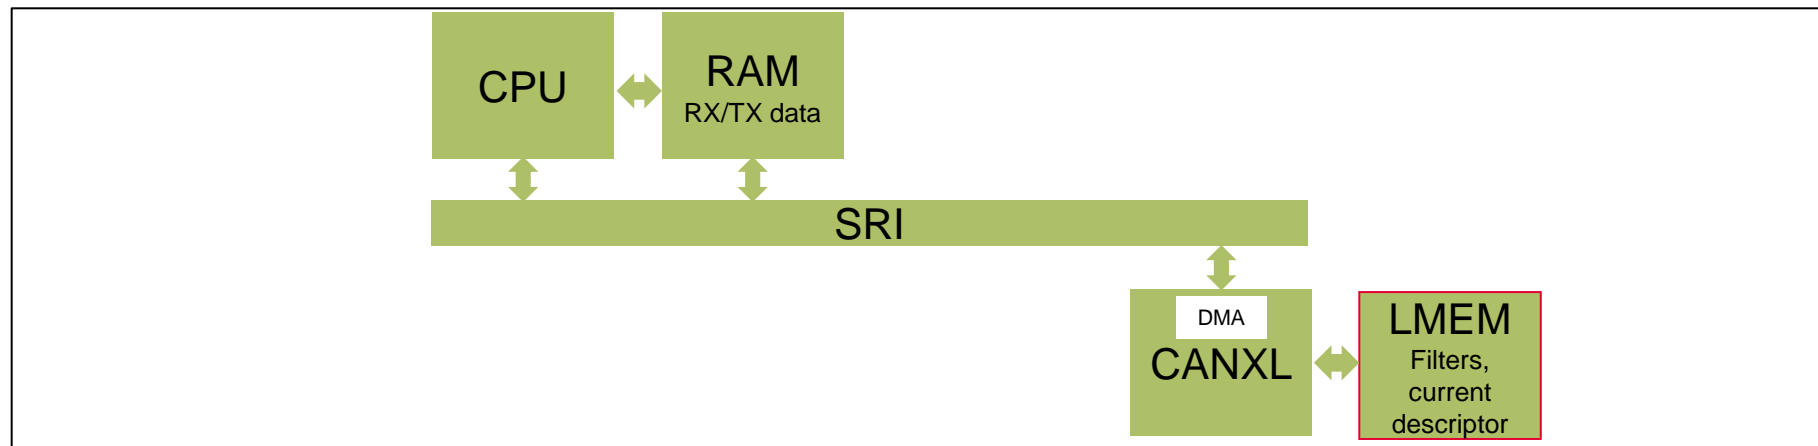 CPU
RAM
RX/TX data
SRI
DMA
CANXL
LMEM
Filters,
current
descriptor